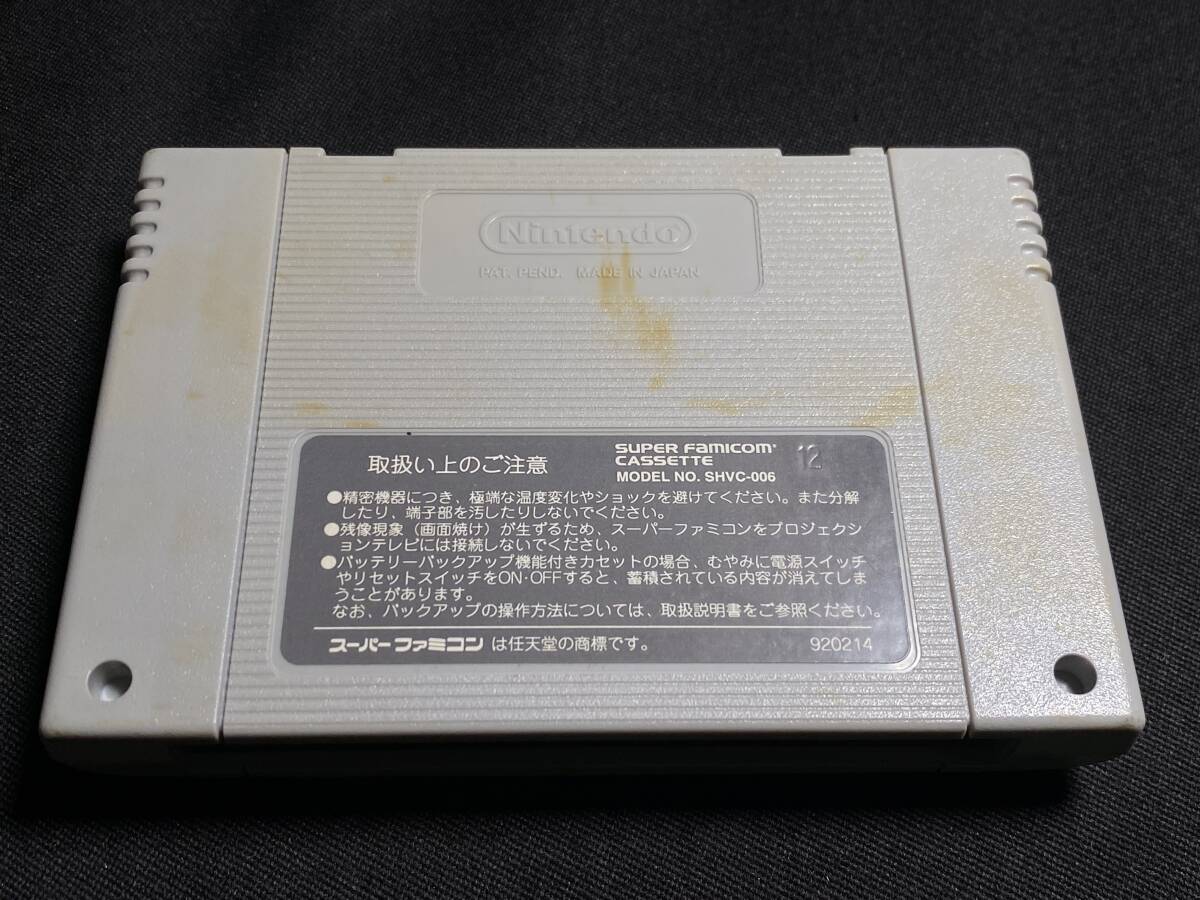 Nintendo
PAT. PEND. MADE IN JAPAN
取扱い上のご注意
SUPER FAMICOM
CASSETTE
MODEL NO. SHVC-006
12
●精密機器につき、極端な温度変化やショックを避けてください。また分解
したり、端子部を汚したりしないでください。
●残像現象（画面焼け）が生ずるため、スーパーファミコンをプロジェクシ
ョンテレビには接続しないでください。
●バッテリーバックアップ機能付きカセットの場合、むやみに電源スイッチ
やリセットスイッチをON·OFFすると、蓄積されている内容が消えてしま
うことがあります。
なお、バックアップの操作方法については、取扱説明書をご参照ください。
スーパーファミコン は任天堂の商標です。
920214